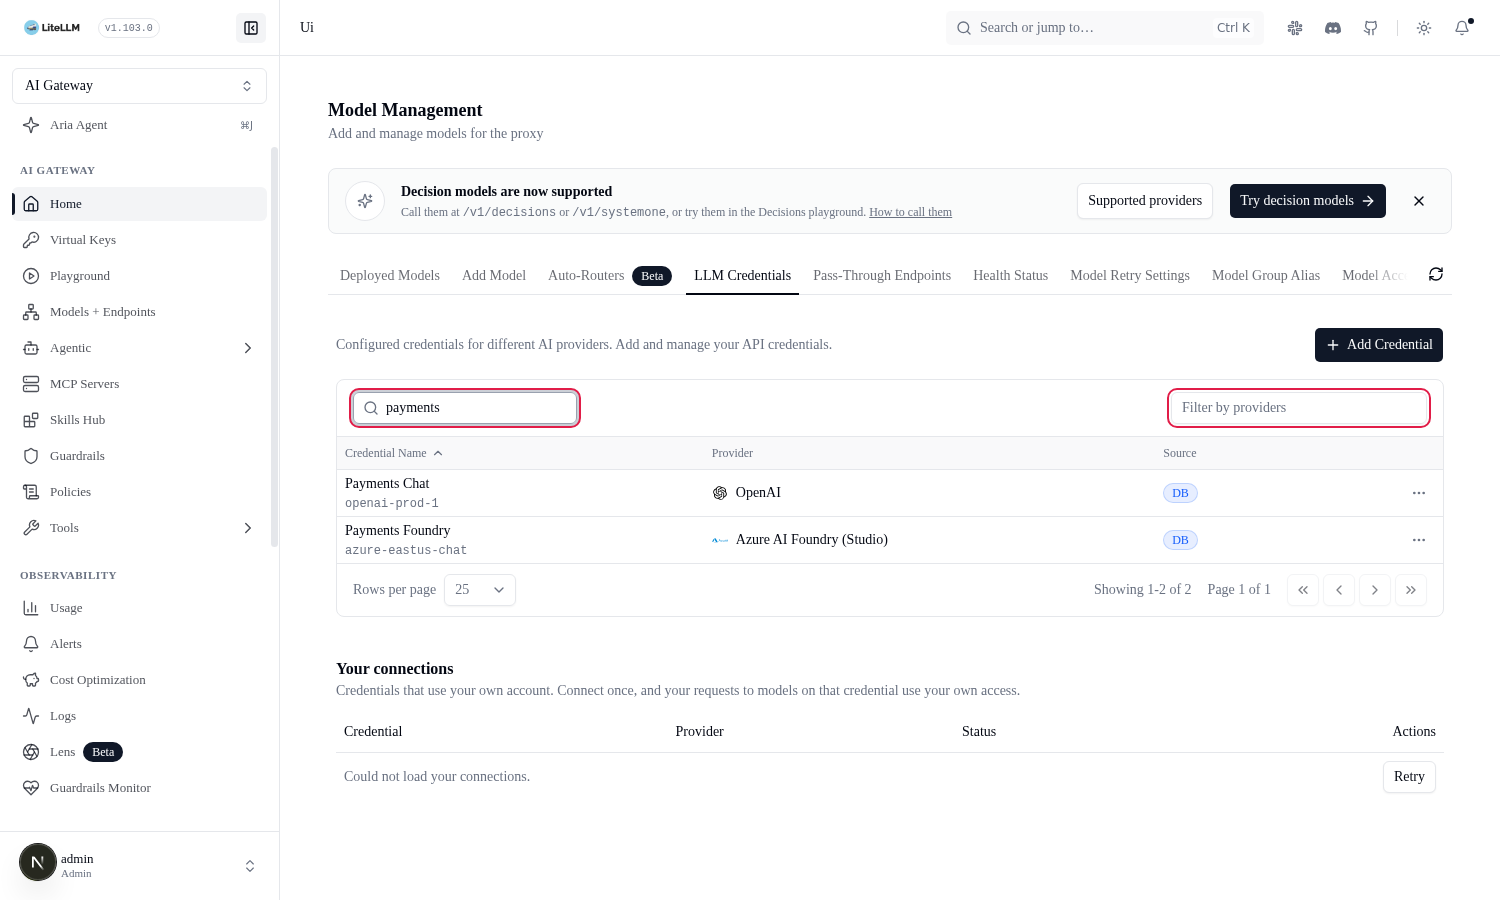 LiteLLM
v1.103.0
Ui
Search or jump to…
Ctrl K
AI Gateway
Aria Agent
⌘J
AI GATEWAY
Home
Virtual Keys
Playground
Models + Endpoints
Agentic
MCP Servers
Skills Hub
Guardrails
Policies
Tools
OBSERVABILITY
Usage
Alerts
Cost Optimization
Logs
Lens Beta
Guardrails Monitor
N
admin
Admin
Model Management
Add and manage models for the proxy
Decision models are now supported
Call them at /v1/decisions or /v1/systemone, or try them in the Decisions playground. How to call them
Supported providers
Try decision models
Deployed Models Add Model Auto-Routers Beta LLM Credentials Pass-Through Endpoints Health Status Model Retry Settings Model Group Alias Model
Configured credentials for different AI providers. Add and manage your API credentials.
Add Credential
payments
Filter by providers
Credential Name Provider Source
Payments Chat
openai-prod-1
OpenAI
DB
Payments Foundry
azure-eastus-chat
Azure AI Foundry (Studio)
DB
Rows per page 25
Showing 1-2 of 2 Page 1 of 1
Your connections
Credentials that use your own account. Connect once, and your requests to models on that credential use your own access.
Credential Provider Status Actions
Could not load your connections.
Retry